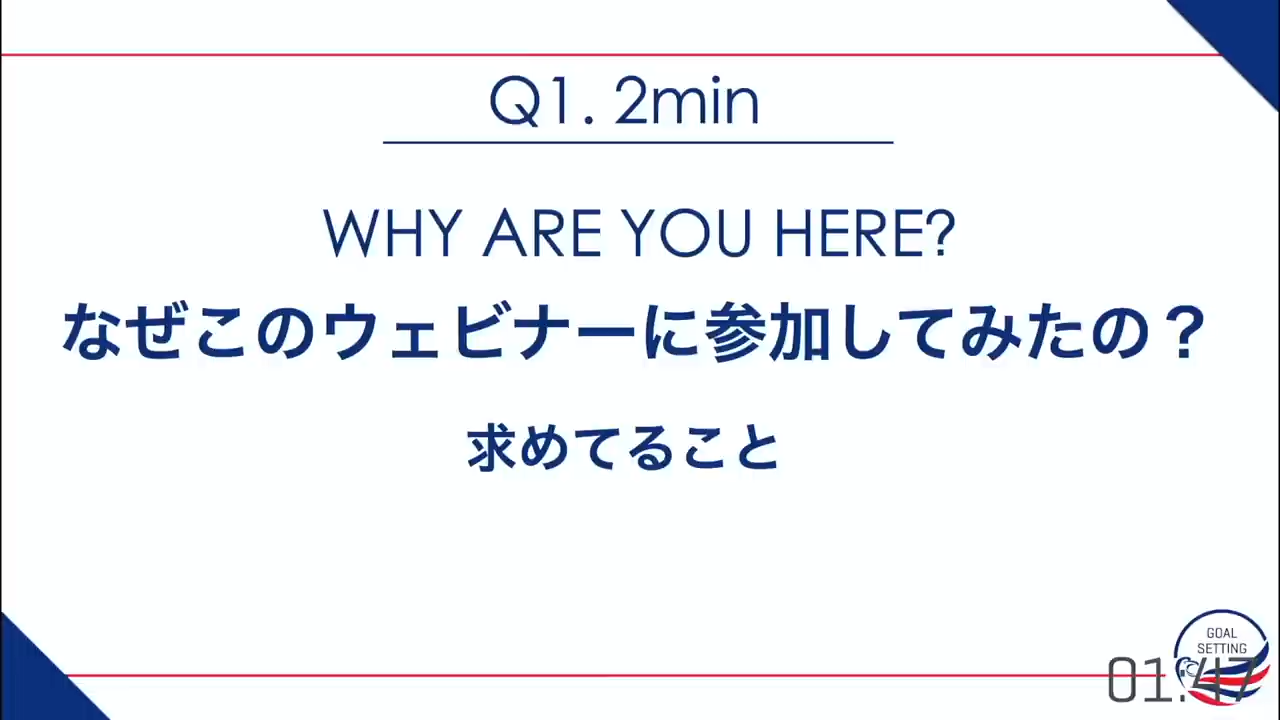 Q1. 2min
WHY ARE YOU HERE?
なぜこのウェビナーに参加してみたの？
求めてること
GOAL
SETTING
01:47